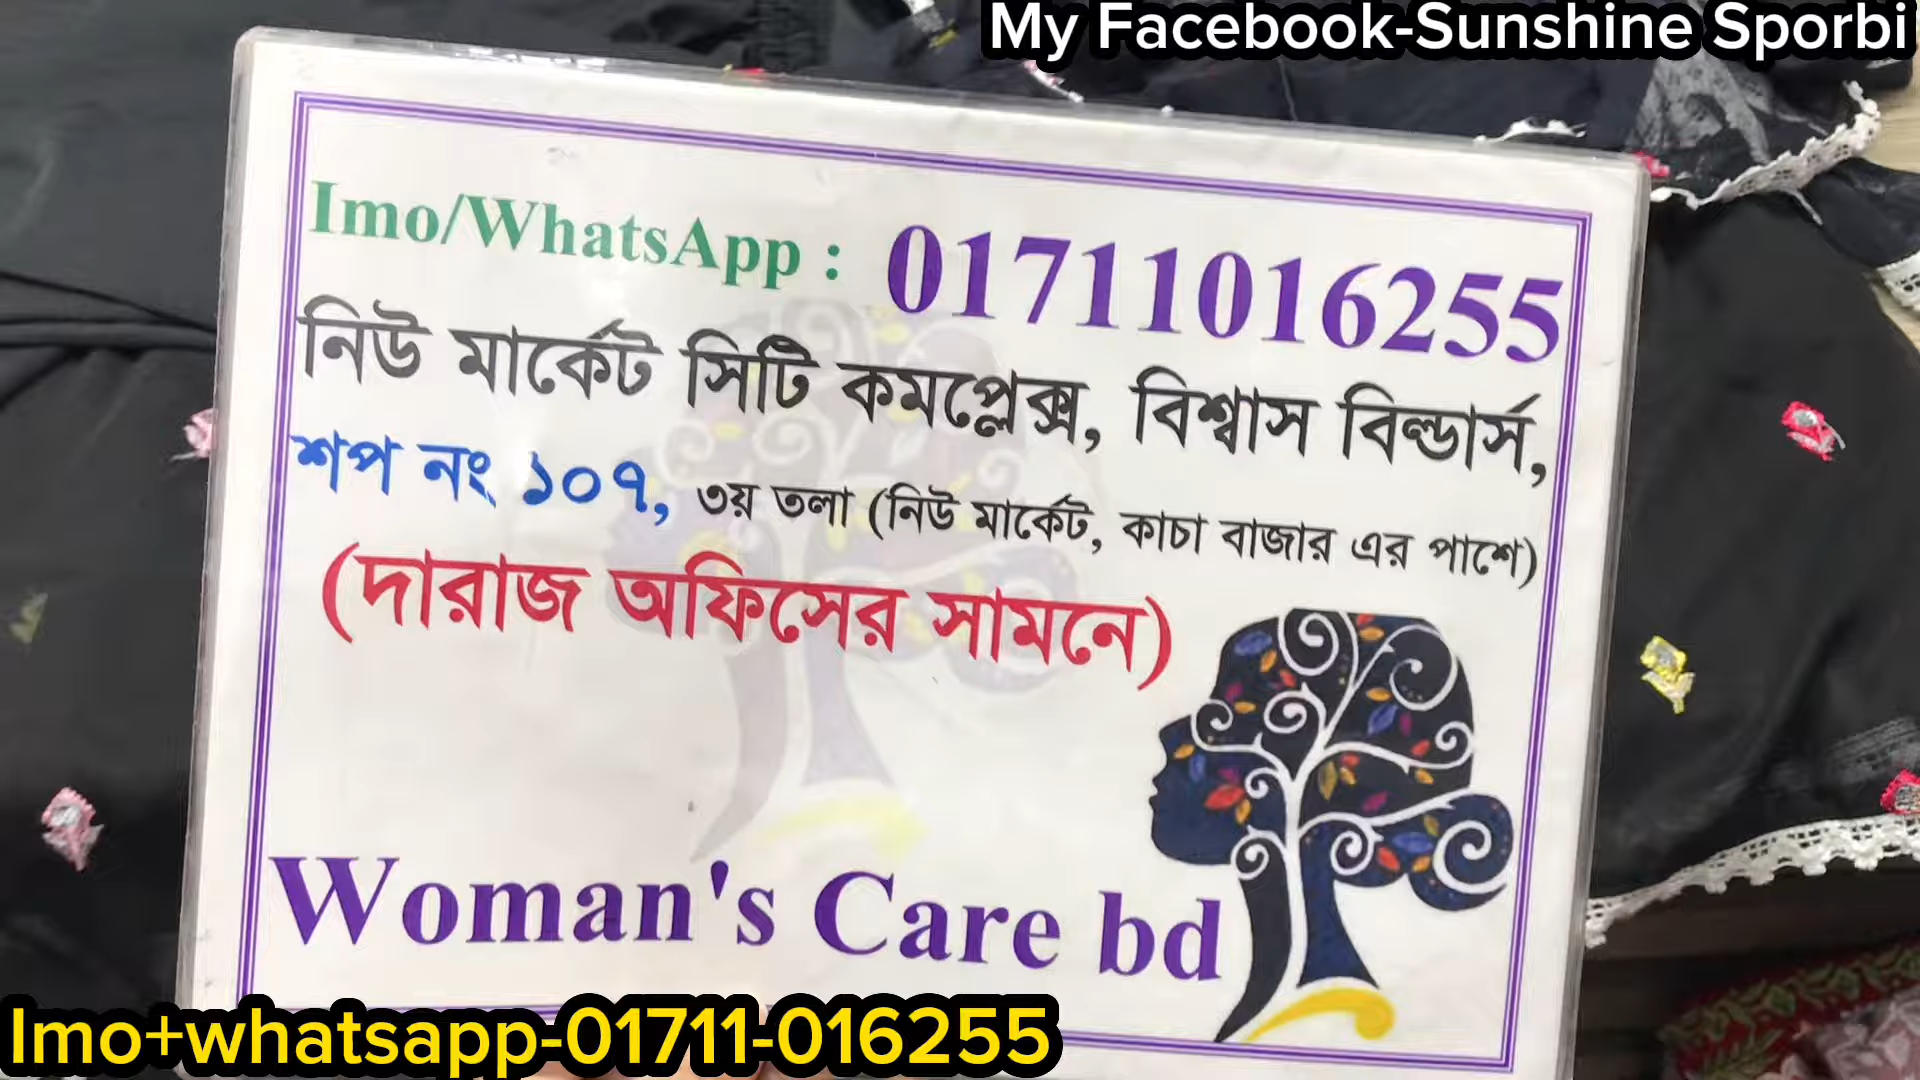 My Facebook-Sunshine Sporbi
Imo/WhatsApp : 01711016255
নিউ মার্কেট সিটি কমপ্লেক্স, বিশ্বাস বিল্ডার্স,
শপ নং ১০৭, ৩য় তলা (নিউ মার্কেট, কাচা বাজার এর পাশে)
(দারাজ অফিসের সামনে)
Woman's Care bd
Imo+whatsapp-01711-016255